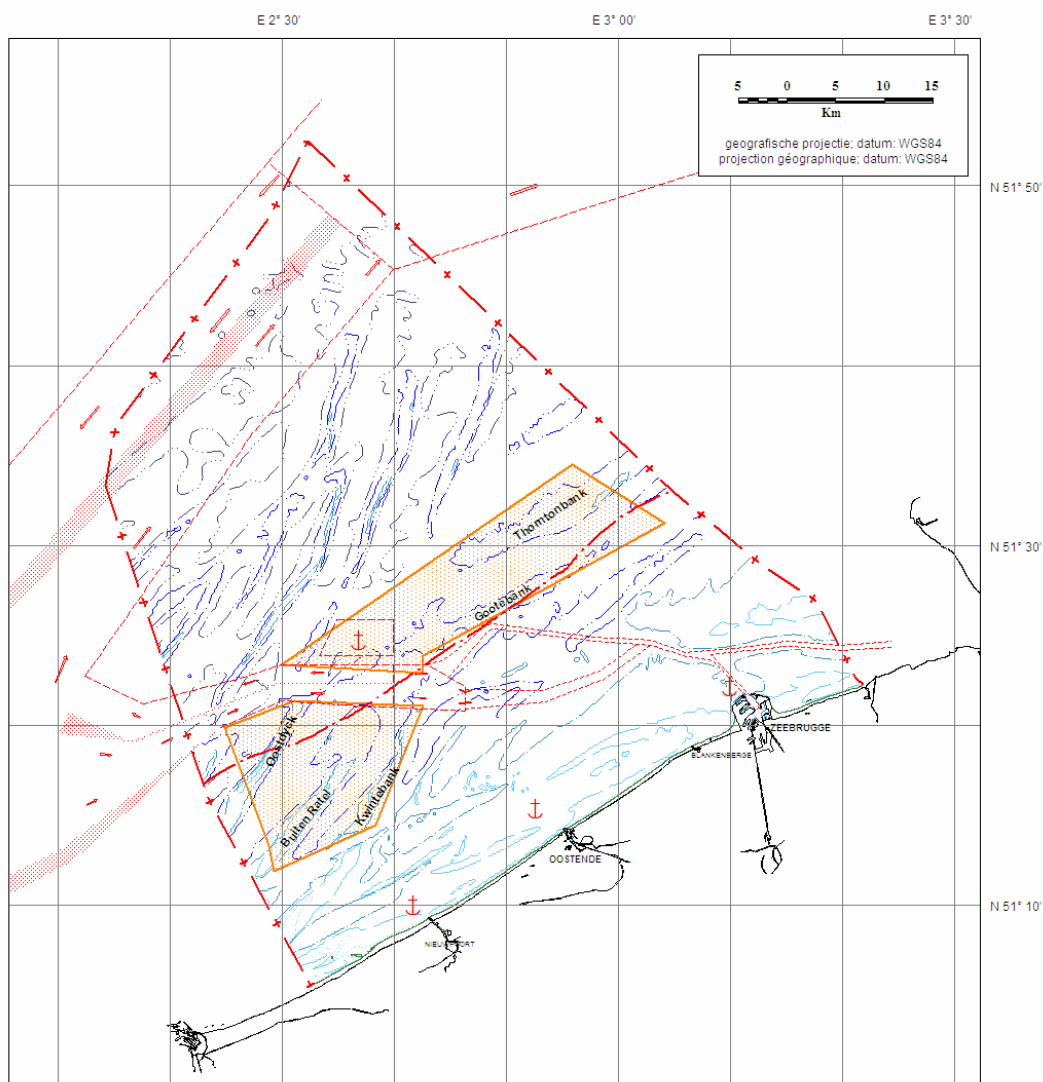 E 2° 30'
E 3° 00'
E 3° 30'
5 0 5 10 15
Km
geografische projectie; datum: WGS84
projection géographique; datum: WGS84
N 51° 50'
Thorntonbank
N 51° 30'
Gootebank
Oostdyck
ZEEBRUGGE
BLANKENBERGE
Buiten Ratel
Kwintebank
OOSTENDE
N 51° 10'
NIEUWPOORT